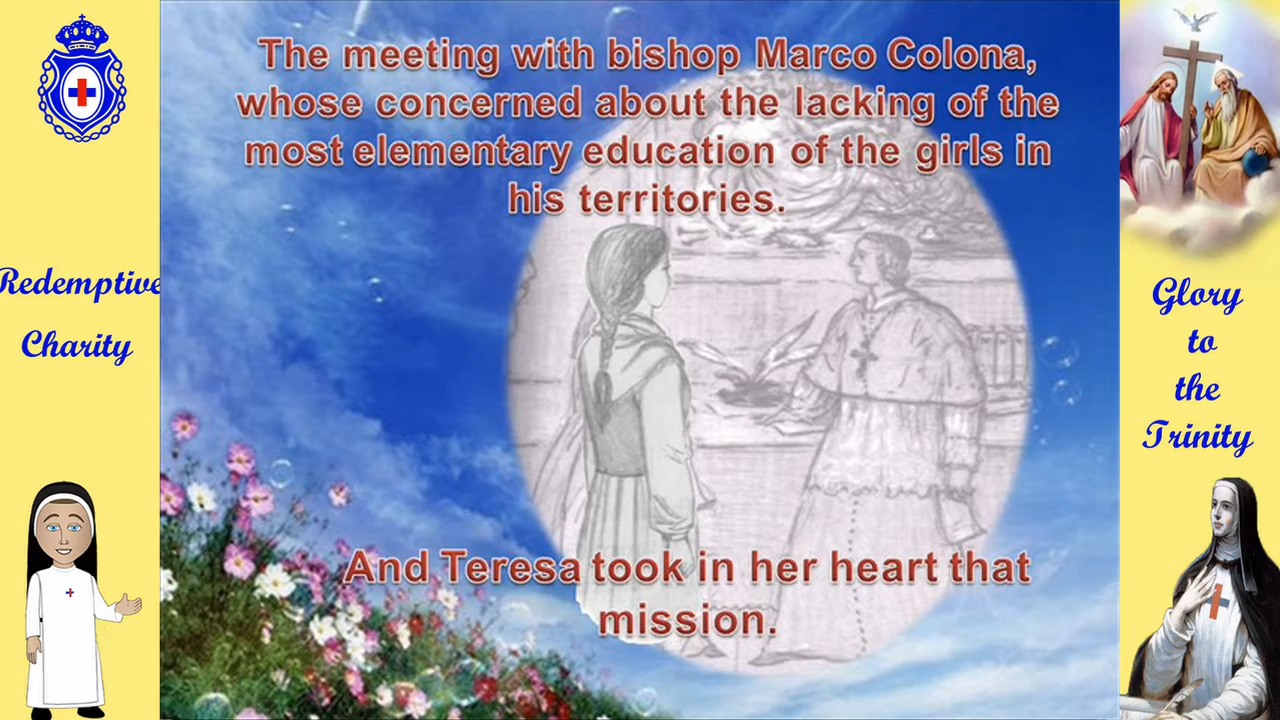 The meeting with bishop Marco Colona,
whose concerned about the lacking of the
most elementary education of the girls in
his territories.
And Teresa took in her heart that
mission.
Redemptive
Charity
Glory
to
the
Trinity